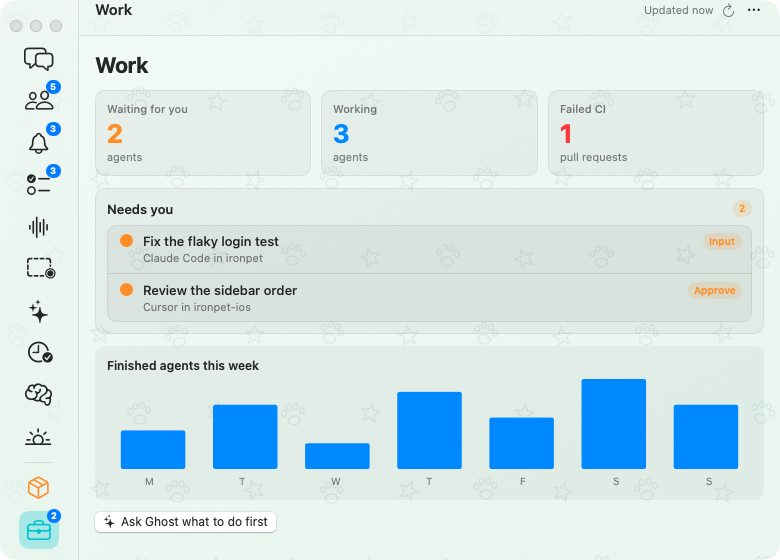 Work
Updated now
5
3
3
2
Work
Waiting for you
2
agents
Working
3
agents
Failed CI
1
pull requests
Needs you
2
Fix the flaky login test
Input
Claude Code in ironpet
Review the sidebar order
Approve
Cursor in ironpet-ios
Finished agents this week
M T W T F S S
Ask Ghost what to do first